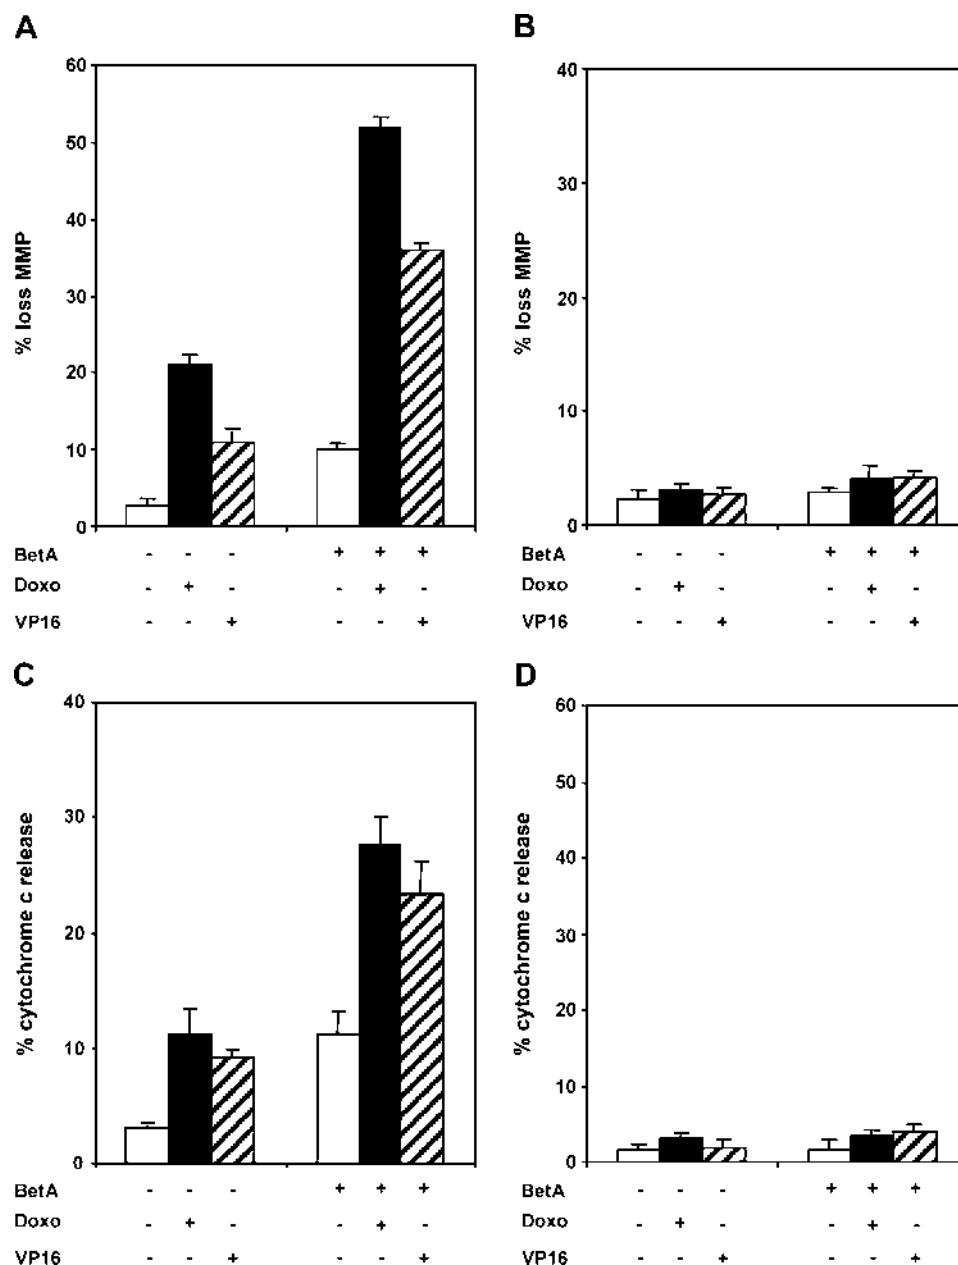 A
60
50
40
30
20
10
0
% loss MMP
BetA - - - + + +
Doxo - + - - + -
VP16 - - + - - +
B
40
30
20
10
0
% loss MMP
BetA - - - + + +
Doxo - + - - + -
VP16 - - + - - +
C
40
30
20
10
0
% cytochrome c release
BetA - - - + + +
Doxo - + - - + -
VP16 - - + - - +
D
60
50
40
30
20
10
0
% cytochrome c release
BetA - - - + + +
Doxo - + - - + -
VP16 - - + - - +